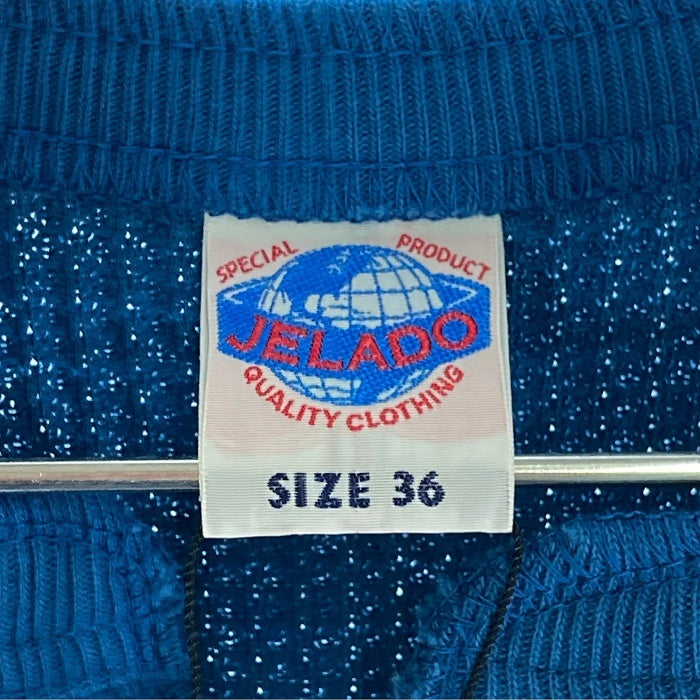 SPECIAL PRODUCT
JELADO
QUALITY CLOTHING
SIZE 36